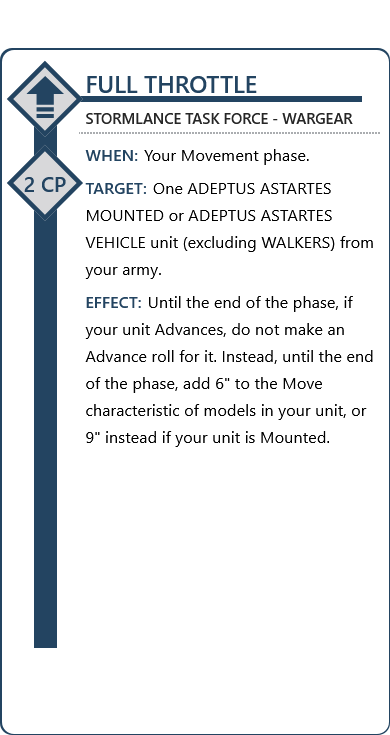 FULL THROTTLE
STORMLANCE TASK FORCE - WARGEAR
2 CP
WHEN: Your Movement phase.
TARGET: One ADEPTUS ASTARTES
MOUNTED or ADEPTUS ASTARTES
VEHICLE unit (excluding WALKERS) from
your army.
EFFECT: Until the end of the phase, if
your unit Advances, do not make an
Advance roll for it. Instead, until the end
of the phase, add 6" to the Move
characteristic of models in your unit, or
9" instead if your unit is Mounted.